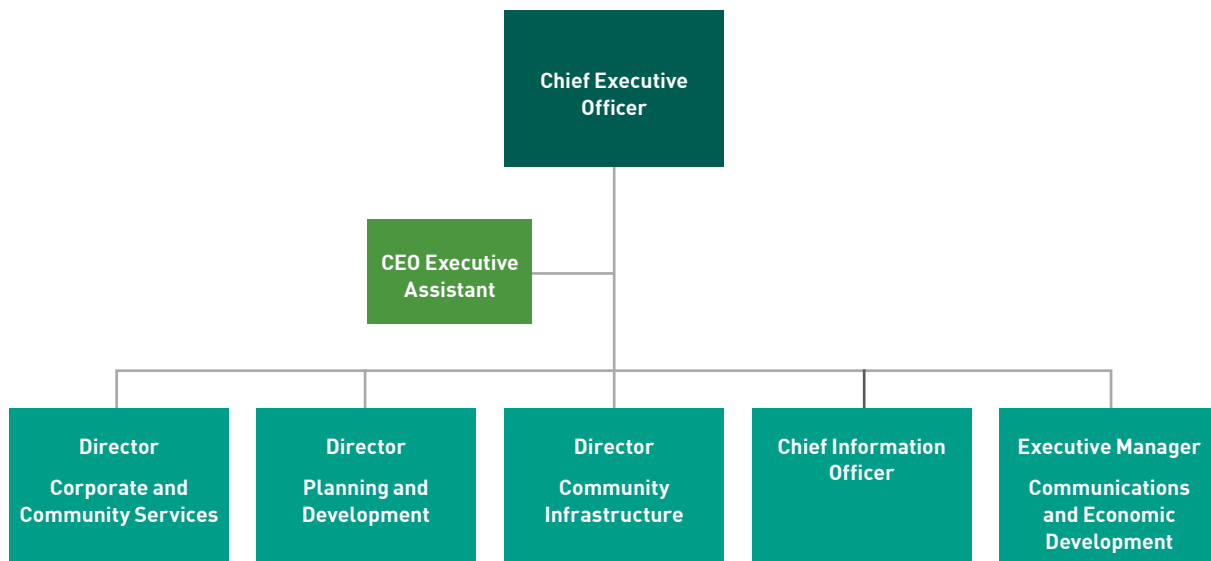 Chief Executive
Officer
CEO Executive
Assistant
Director
Corporate and
Community Services
Director
Planning and
Development
Director
Community
Infrastructure
Chief Information
Officer
Executive Manager
Communications
and Economic
Development